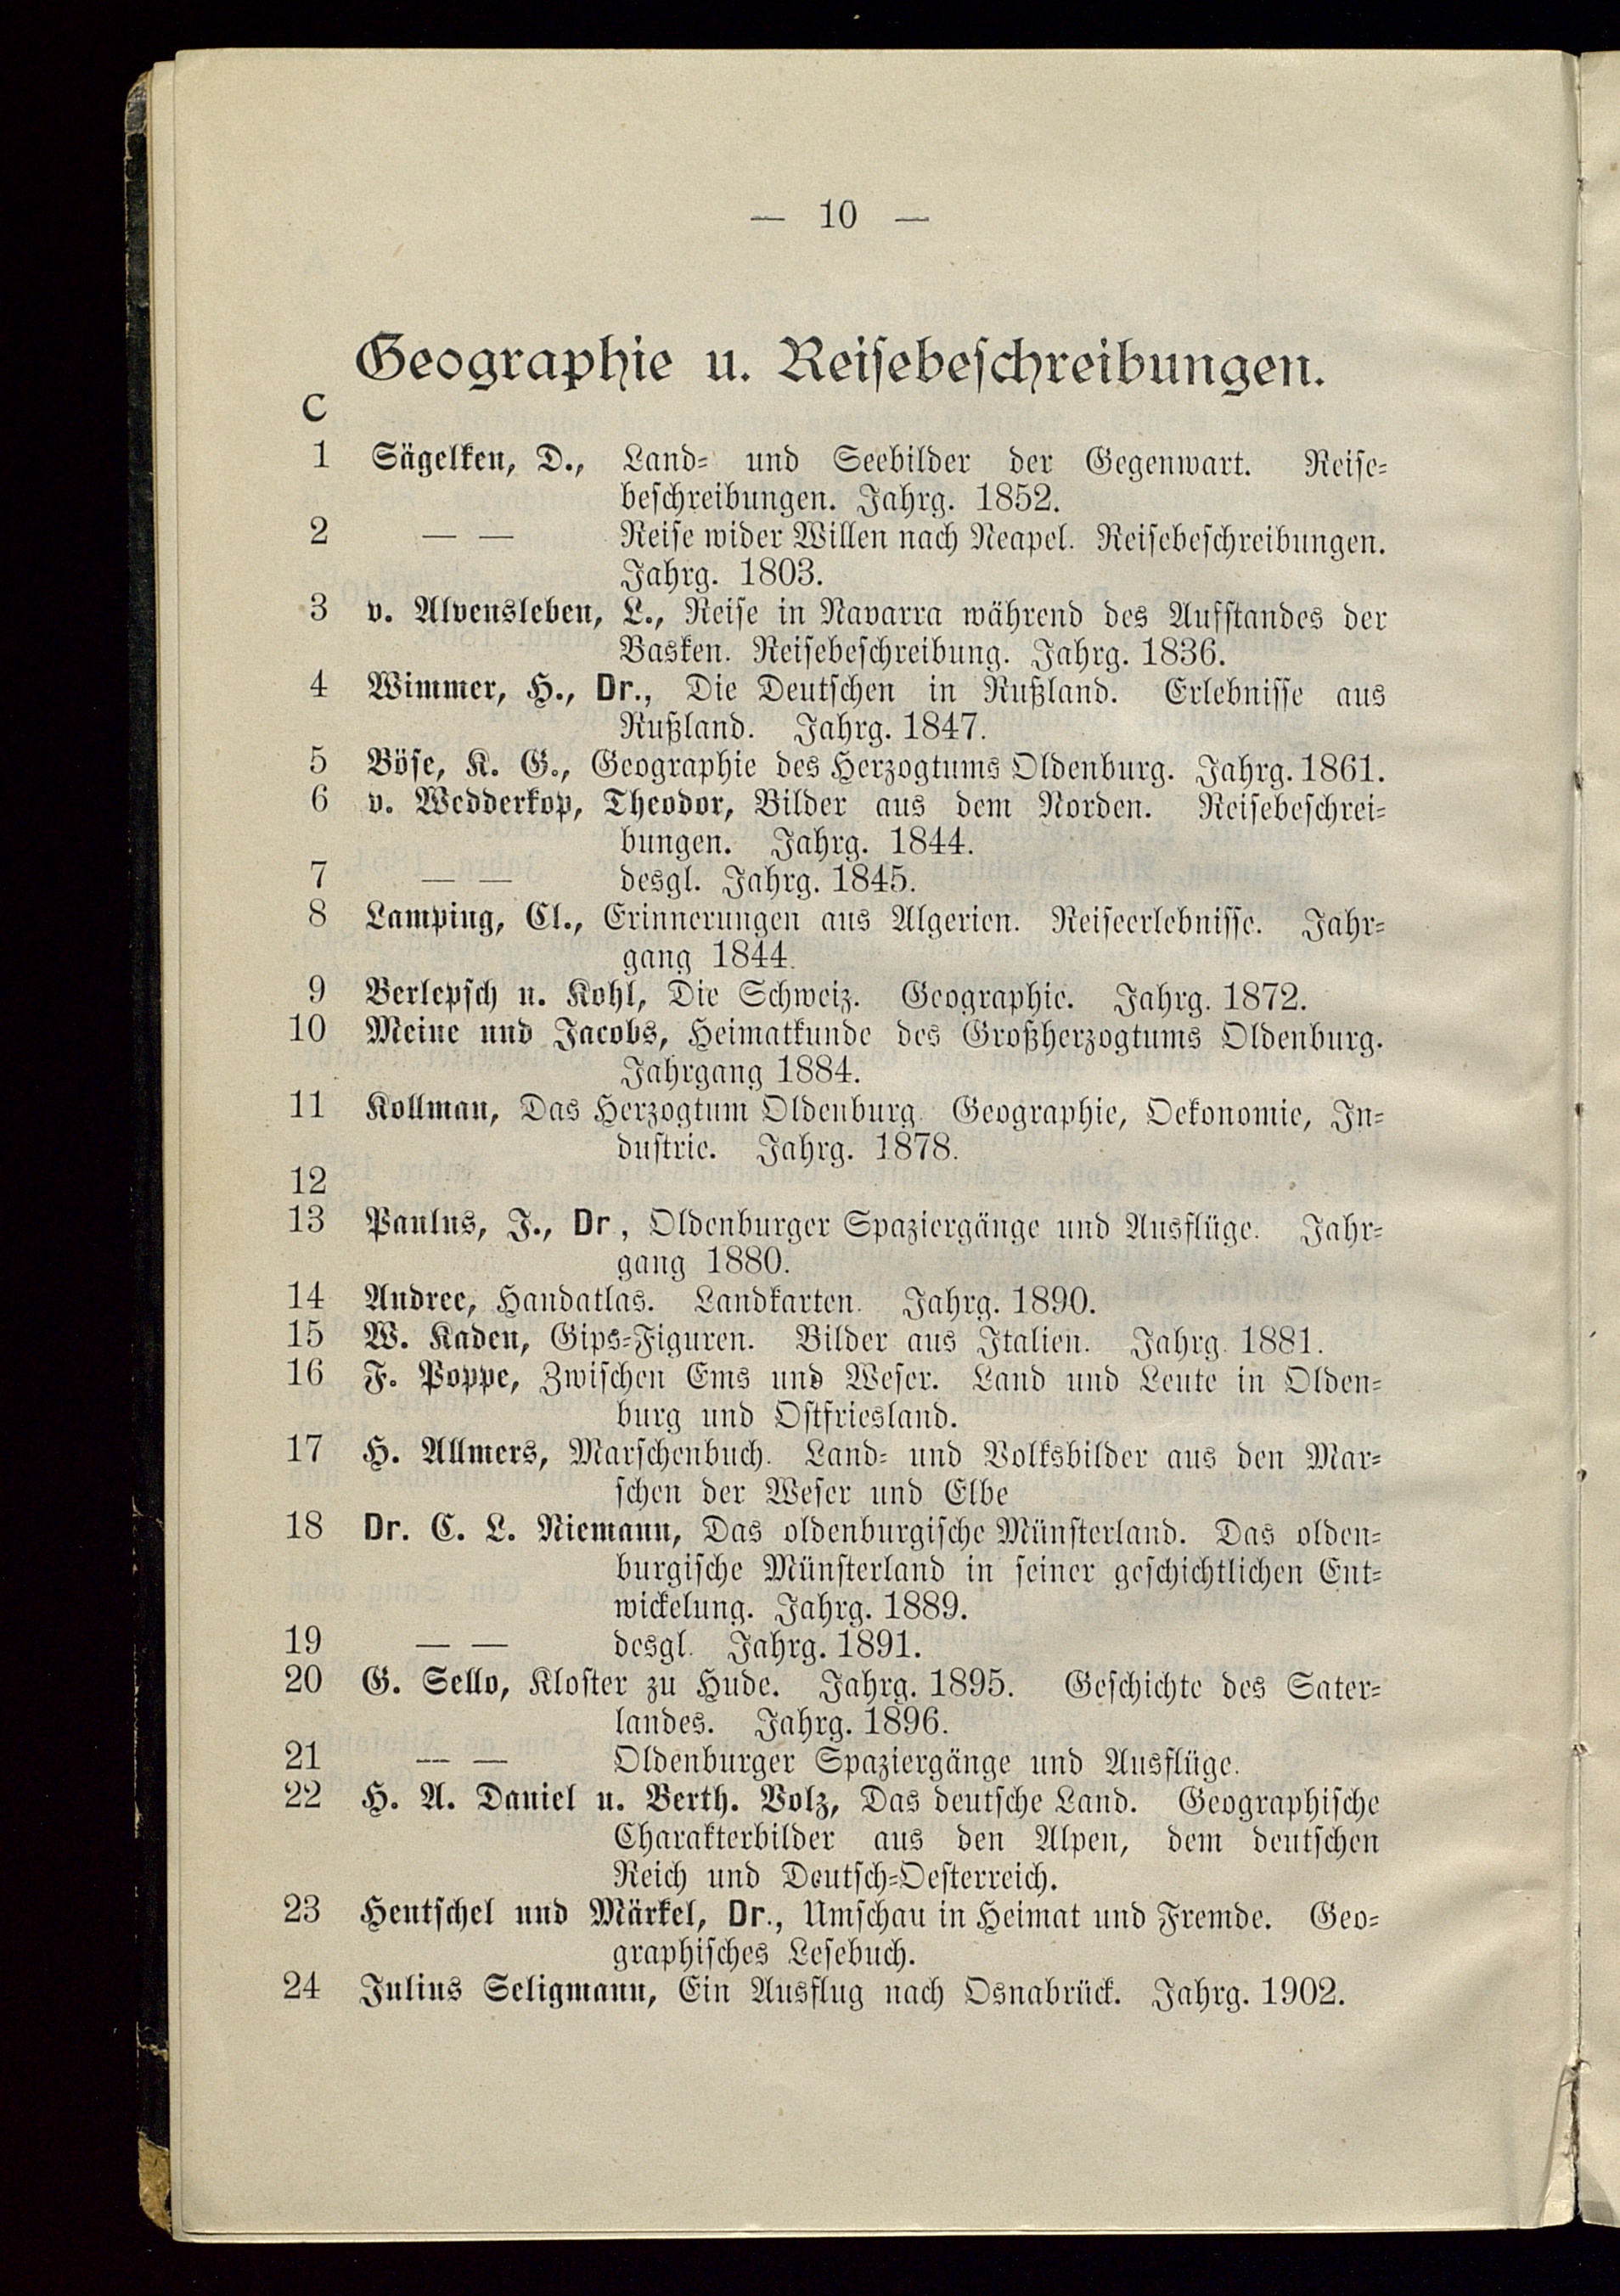 — 10 —
Geographie u. Reisebeschreibungen.
C
1 Sägelken, D., Land- und Seebilder der Gegenwart. Reise-
beschreibungen. Jahrg. 1852.
2 — — Reise wider Willen nach Neapel. Reisebeschreibungen.
Jahrg. 1803.
3 v. Alvensleben, L., Reise in Navarra während des Aufstandes der
Basken. Reisebeschreibung. Jahrg. 1836.
4 Wimmer, H., Dr., Die Deutschen in Rußland. Erlebnisse aus
Rußland. Jahrg. 1847.
5 Böse, K. G., Geographie des Herzogtums Oldenburg. Jahrg. 1861.
6 v. Wedderkop, Theodor, Bilder aus dem Norden. Reisebeschrei-
bungen. Jahrg. 1844.
7 — — desgl. Jahrg. 1845.
8 Lamping, Cl., Erinnerungen aus Algerien. Reiseerlebnisse. Jahr-
gang 1844.
9 Berlepsch u. Kohl, Die Schweiz. Geographie. Jahrg. 1872.
10 Meine und Jacobs, Heimatkunde des Großherzogtums Oldenburg.
Jahrgang 1884.
11 Kollman, Das Herzogtum Oldenburg. Geographie, Oekonomie, In-
dustrie. Jahrg. 1878.
12
13 Paulus, J., Dr, Oldenburger Spaziergänge und Ausflüge. Jahr-
gang 1880.
14 Andree, Handatlas. Landkarten. Jahrg. 1890.
15 W. Kaden, Gips-Figuren. Bilder aus Italien. Jahrg. 1881.
16 F. Poppe, Zwischen Ems und Weser. Land und Leute in Olden-
burg und Ostfriesland.
17 H. Allmers, Marschenbuch. Land- und Volksbilder aus den Mar-
schen der Weser und Elbe
18 Dr. C. L. Niemann, Das oldenburgische Münsterland. Das olden-
burgische Münsterland in seiner geschichtlichen Ent-
wickelung. Jahrg. 1889.
19 — — desgl. Jahrg. 1891.
20 G. Sello, Kloster zu Hude. Jahrg. 1895. Geschichte des Sater-
landes. Jahrg. 1896.
21 — — Oldenburger Spaziergänge und Ausflüge.
22 H. A. Daniel u. Berth. Volz, Das deutsche Land. Geographische
Charakterbilder aus den Alpen, dem deutschen
Reich und Deutsch-Oesterreich.
23 Hentschel und Märkel, Dr., Umschau in Heimat und Fremde. Geo-
graphisches Lesebuch.
24 Julius Seligmann, Ein Ausflug nach Osnabrück. Jahrg. 1902.